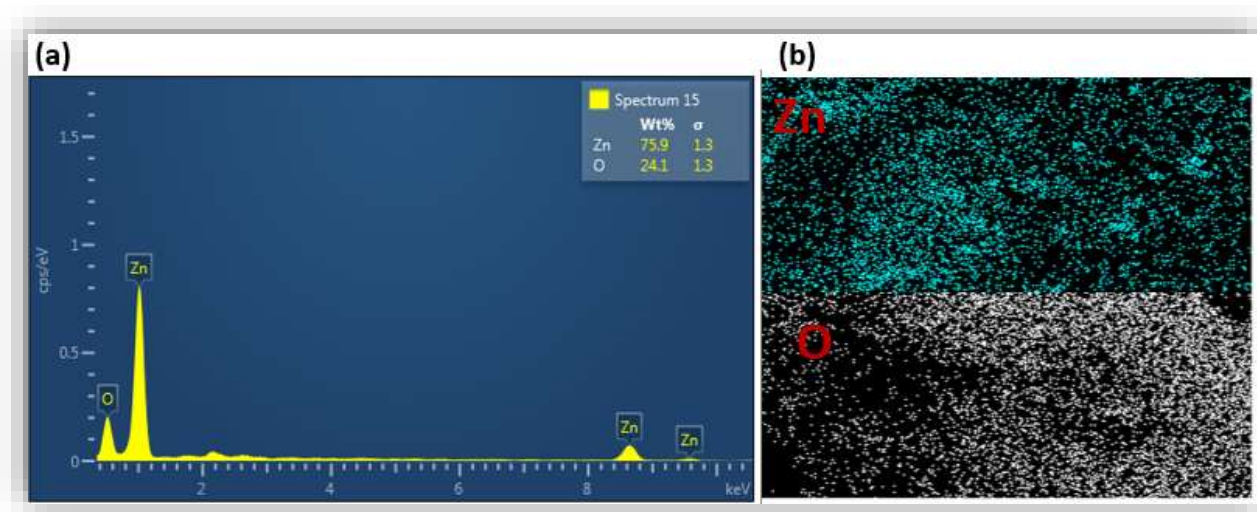 (a)
(b)
Spectrum 15
Wt% σ
Zn 75.9 1.3
O 24.1 1.3
1.5
1
cps/eV
Zn
0.5
O
Zn
Zn
0
2 4 6 8 keV
Zn
O